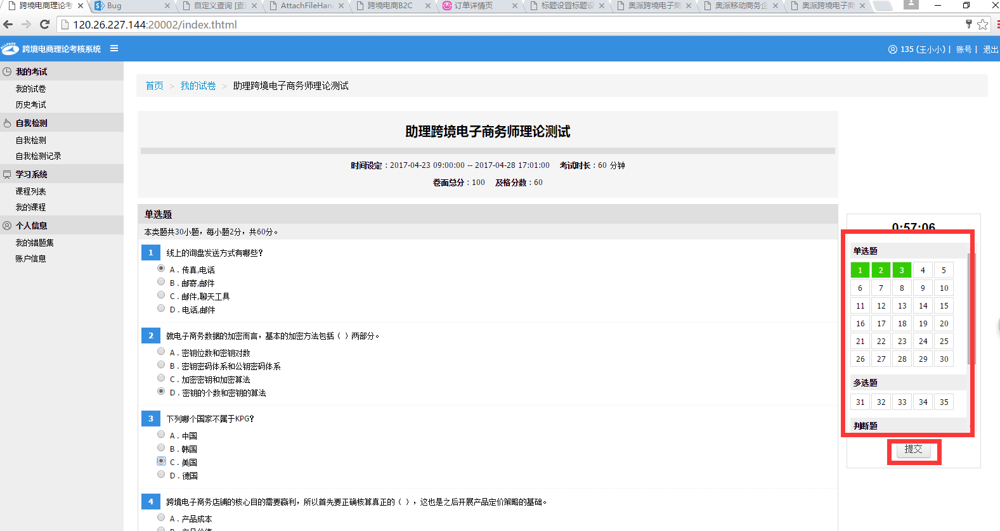 跨境电商理论考
Bug
自定义查询 [查询
AttachFileHan
跨境电商B2C
订单详情页
标题设置标题设
奥派跨境电子商
奥派移动商务企
奥派跨境电子商
120.26.227.144:20002/index.thtml
ALLPASS 跨境电商理论考核系统
135 (王小小) | 账号 | 退出
我的考试
我的试卷
历史考试
自我检测
自我检测
自我检测记录
学习系统
课程列表
我的课程
个人信息
我的错题集
账户信息
首页 > 我的试卷 > 助理跨境电子商务师理论测试
助理跨境电子商务师理论测试
时间设定：2017-04-23 09:00:00 -- 2017-04-28 17:01:00 考试时长：60 分钟
卷面总分：100 及格分数：60
单选题
本类题共30小题，每小题2分，共60分。
1 线上的询盘发送方式有哪些?
A．传真,电话
B．邮寄,邮件
C．邮件,聊天工具
D．电话,邮件
2 就电子商务数据的加密而言，基本的加密方法包括（ ）两部分。
A．密钥位数和密钥对数
B．密钥密码体系和公钥密码体系
C．加密密钥和加密算法
D．密钥的个数和密钥的算法
3 下列哪个国家不属于KPG?
A．中国
B．韩国
C．美国
D．德国
4 跨境电子商务店铺的核心目的需要赢利，所以首先要正确核算真正的（ ），这也是之后开展产品定价策略的基础。
A．产品成本
B．产品价值
0:57:06
单选题
1 2 3 4 5
6 7 8 9 10
11 12 13 14 15
16 17 18 19 20
21 22 23 24 25
26 27 28 29 30
多选题
31 32 33 34 35
判断题
提交